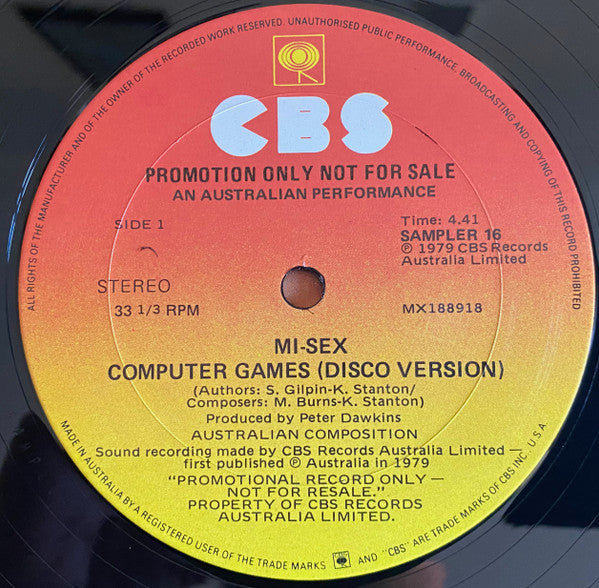 ALL RIGHTS OF THE MANUFACTURER AND OF THE OWNER OF THE RECORDED WORK RESERVED. UNAUTHORISED PUBLIC PERFORMANCE, BROADCASTING AND COPYING OF THIS RECORD PROHIBITED
CBS
PROMOTION ONLY NOT FOR SALE
AN AUSTRALIAN PERFORMANCE
SIDE 1
Time: 4.41
SAMPLER 16
℗ 1979 CBS Records
Australia Limited
STEREO
33 1/3 RPM
MX188918
MI-SEX
COMPUTER GAMES (DISCO VERSION)
(Authors: S. Gilpin-K. Stanton/
Composers: M. Burns-K. Stanton)
Produced by Peter Dawkins
AUSTRALIAN COMPOSITION
Sound recording made by CBS Records Australia Limited —
first published ℗ Australia in 1979
"PROMOTIONAL RECORD ONLY —
NOT FOR RESALE."
PROPERTY OF CBS RECORDS
AUSTRALIA LIMITED.
MADE IN AUSTRALIA BY A REGISTERED USER OF THE TRADE MARKS AND "CBS" ARE TRADE MARKS OF CBS INC. U S A